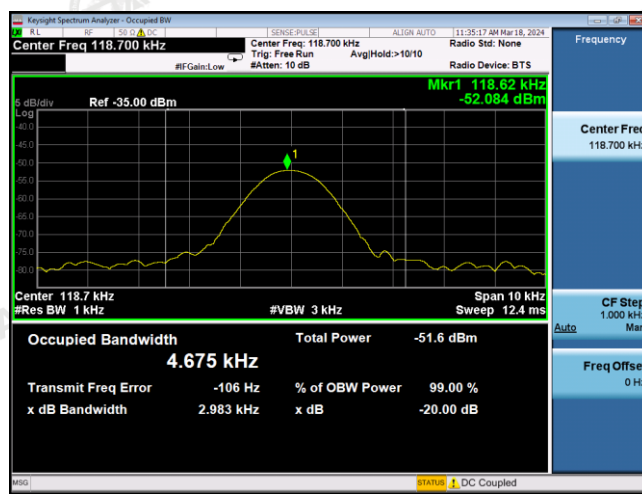 Keysight Spectrum Analyzer - Occupied BW
RL RF 50 Ω DC SENSE:PULSE ALIGN AUTO 11:35:17 AM Mar 18, 2024
Center Freq 118.700 kHz
Center Freq: 118.700 kHz Radio Std: None
Trig: Free Run Avg|Hold:>10/10
#IFGain:Low #Atten: 10 dB Radio Device: BTS
Frequency
Mkr1 118.62 kHz
5 dB/div Ref -35.00 dBm -52.084 dBm
Log
-40.0
-45.0
-50.0
1
-55.0
-60.0
-65.0
-70.0
-75.0
-80.0
Center Freq
118.700 kHz
Center 118.7 kHz Span 10 kHz
#Res BW 1 kHz #VBW 3 kHz Sweep 12.4 ms
CF Step
1.000 kHz
Auto Man
Occupied Bandwidth Total Power -51.6 dBm
4.675 kHz
Transmit Freq Error -106 Hz % of OBW Power 99.00 %
x dB Bandwidth 2.983 kHz x dB -20.00 dB
Freq Offset
0 Hz
MSG STATUS DC Coupled